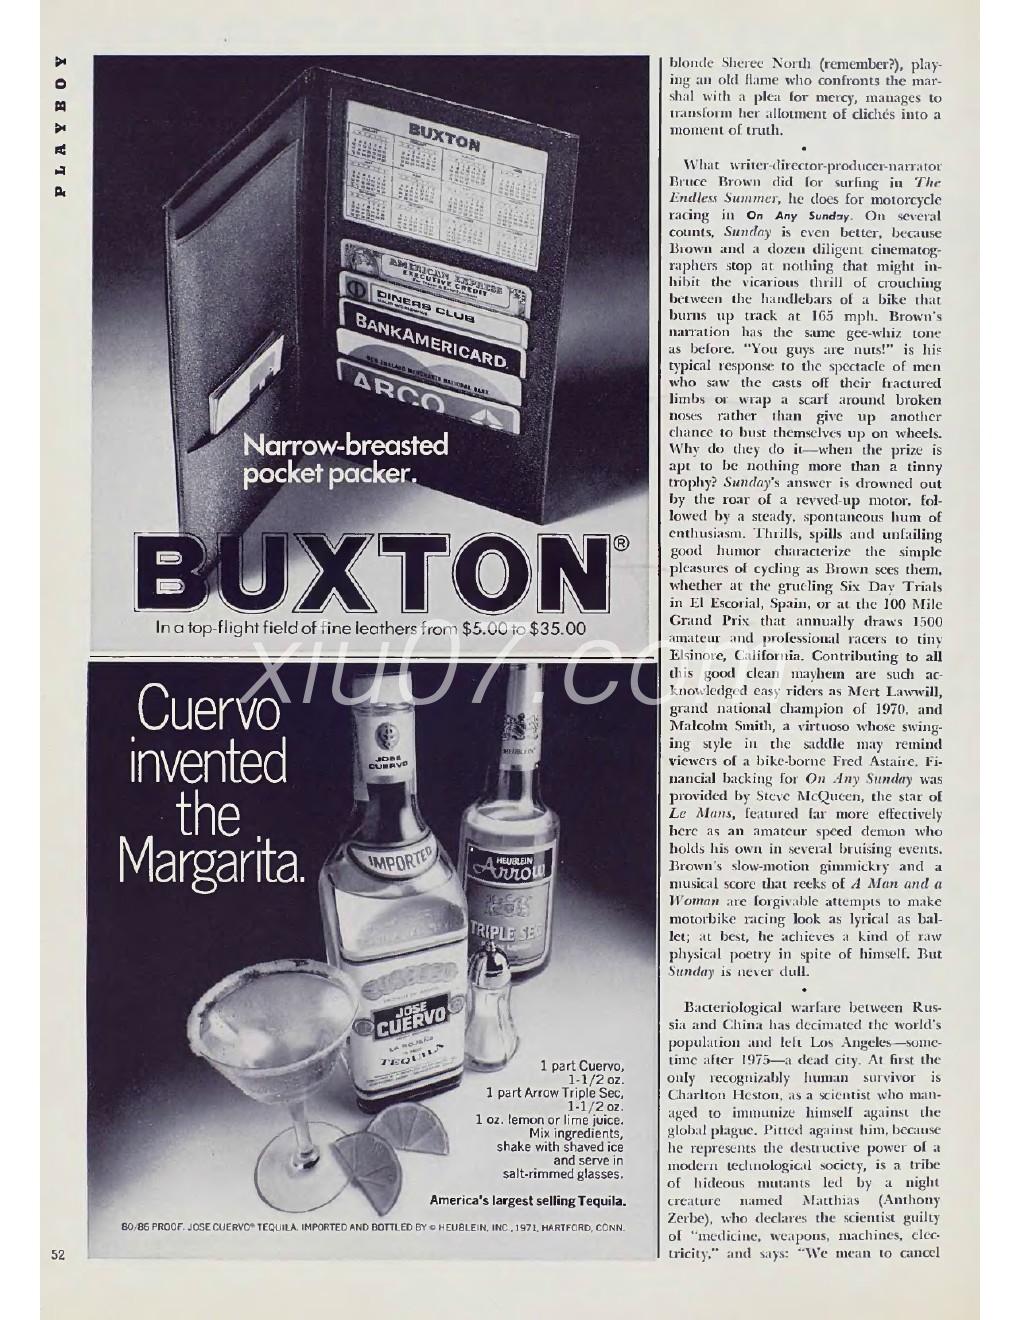 PLAYBOY
BUXTON
AMERICAN EXPRESS
EXECUTIVE CREDIT
DINERS CLUB
BANKAMERICARD.
NEW ENGLAND MERCHANTS NATIONAL BANK
ARCO
Narrow-breasted
pocket packer.
BUXTON®
In a top-flight field of fine leathers from $5.00 to $35.00
xiu07.com
Cuervo
invented
the
Margarita.
JOSE
CUERVO
IMPORTED
HEUBLEIN
HEUBLEIN
Arrow
TRIPLE SEC
JOSE
CUERVO
LA ROJEÑA
TEQUILA
1 part Cuervo,
1-1/2 oz.
1 part Arrow Triple Sec,
1-1/2 oz.
1 oz. lemon or lime juice.
Mix ingredients,
shake with shaved ice
and serve in
salt-rimmed glasses.
America's largest selling Tequila.
80/86 PROOF. JOSE CUERVO® TEQUILA. IMPORTED AND BOTTLED BY © HEUBLEIN, INC., 1971, HARTFORD, CONN.
52
blonde Sheree North (remember?), play-
ing an old flame who confronts the mar-
shal with a plea for mercy, manages to
transform her allotment of clichés into a
moment of truth.
•
What writer-director-producer-narrator
Bruce Brown did for surfing in The
Endless Summer, he does for motorcycle
racing in On Any Sunday. On several
counts, Sunday is even better, because
Brown and a dozen diligent cinematog-
raphers stop at nothing that might in-
hibit the vicarious thrill of crouching
between the handlebars of a bike that
burns up track at 165 mph. Brown's
narration has the same gee-whiz tone
as before. "You guys are nuts!" is his
typical response to the spectacle of men
who saw the casts off their fractured
limbs or wrap a scarf around broken
noses rather than give up another
chance to bust themselves up on wheels.
Why do they do it—when the prize is
apt to be nothing more than a tinny
trophy? Sunday's answer is drowned out
by the roar of a revved-up motor, fol-
lowed by a steady, spontaneous hum of
enthusiasm. Thrills, spills and unfailing
good humor characterize the simple
pleasures of cycling as Brown sees them,
whether at the grueling Six Day Trials
in El Escorial, Spain, or at the 100 Mile
Grand Prix that annually draws 1500
amateur and professional racers to tiny
Elsinore, California. Contributing to all
this good clean mayhem are such ac-
knowledged easy riders as Mert Lawwill,
grand national champion of 1970, and
Malcolm Smith, a virtuoso whose swing-
ing style in the saddle may remind
viewers of a bike-borne Fred Astaire. Fi-
nancial backing for On Any Sunday was
provided by Steve McQueen, the star of
Le Mans, featured far more effectively
here as an amateur speed demon who
holds his own in several bruising events.
Brown's slow-motion gimmickry and a
musical score that reeks of A Man and a
Woman are forgivable attempts to make
motorbike racing look as lyrical as bal-
let; at best, he achieves a kind of raw
physical poetry in spite of himself. But
Sunday is never dull.
•
Bacteriological warfare between Rus-
sia and China has decimated the world's
population and left Los Angeles—some-
time after 1975—a dead city. At first the
only recognizably human survivor is
Charlton Heston, as a scientist who man-
aged to immunize himself against the
global plague. Pitted against him, because
he represents the destructive power of a
modern technological society, is a tribe
of hideous mutants led by a night
creature named Matthias (Anthony
Zerbe), who declares the scientist guilty
of "medicine, weapons, machines, elec-
tricity," and says: "We mean to cancel